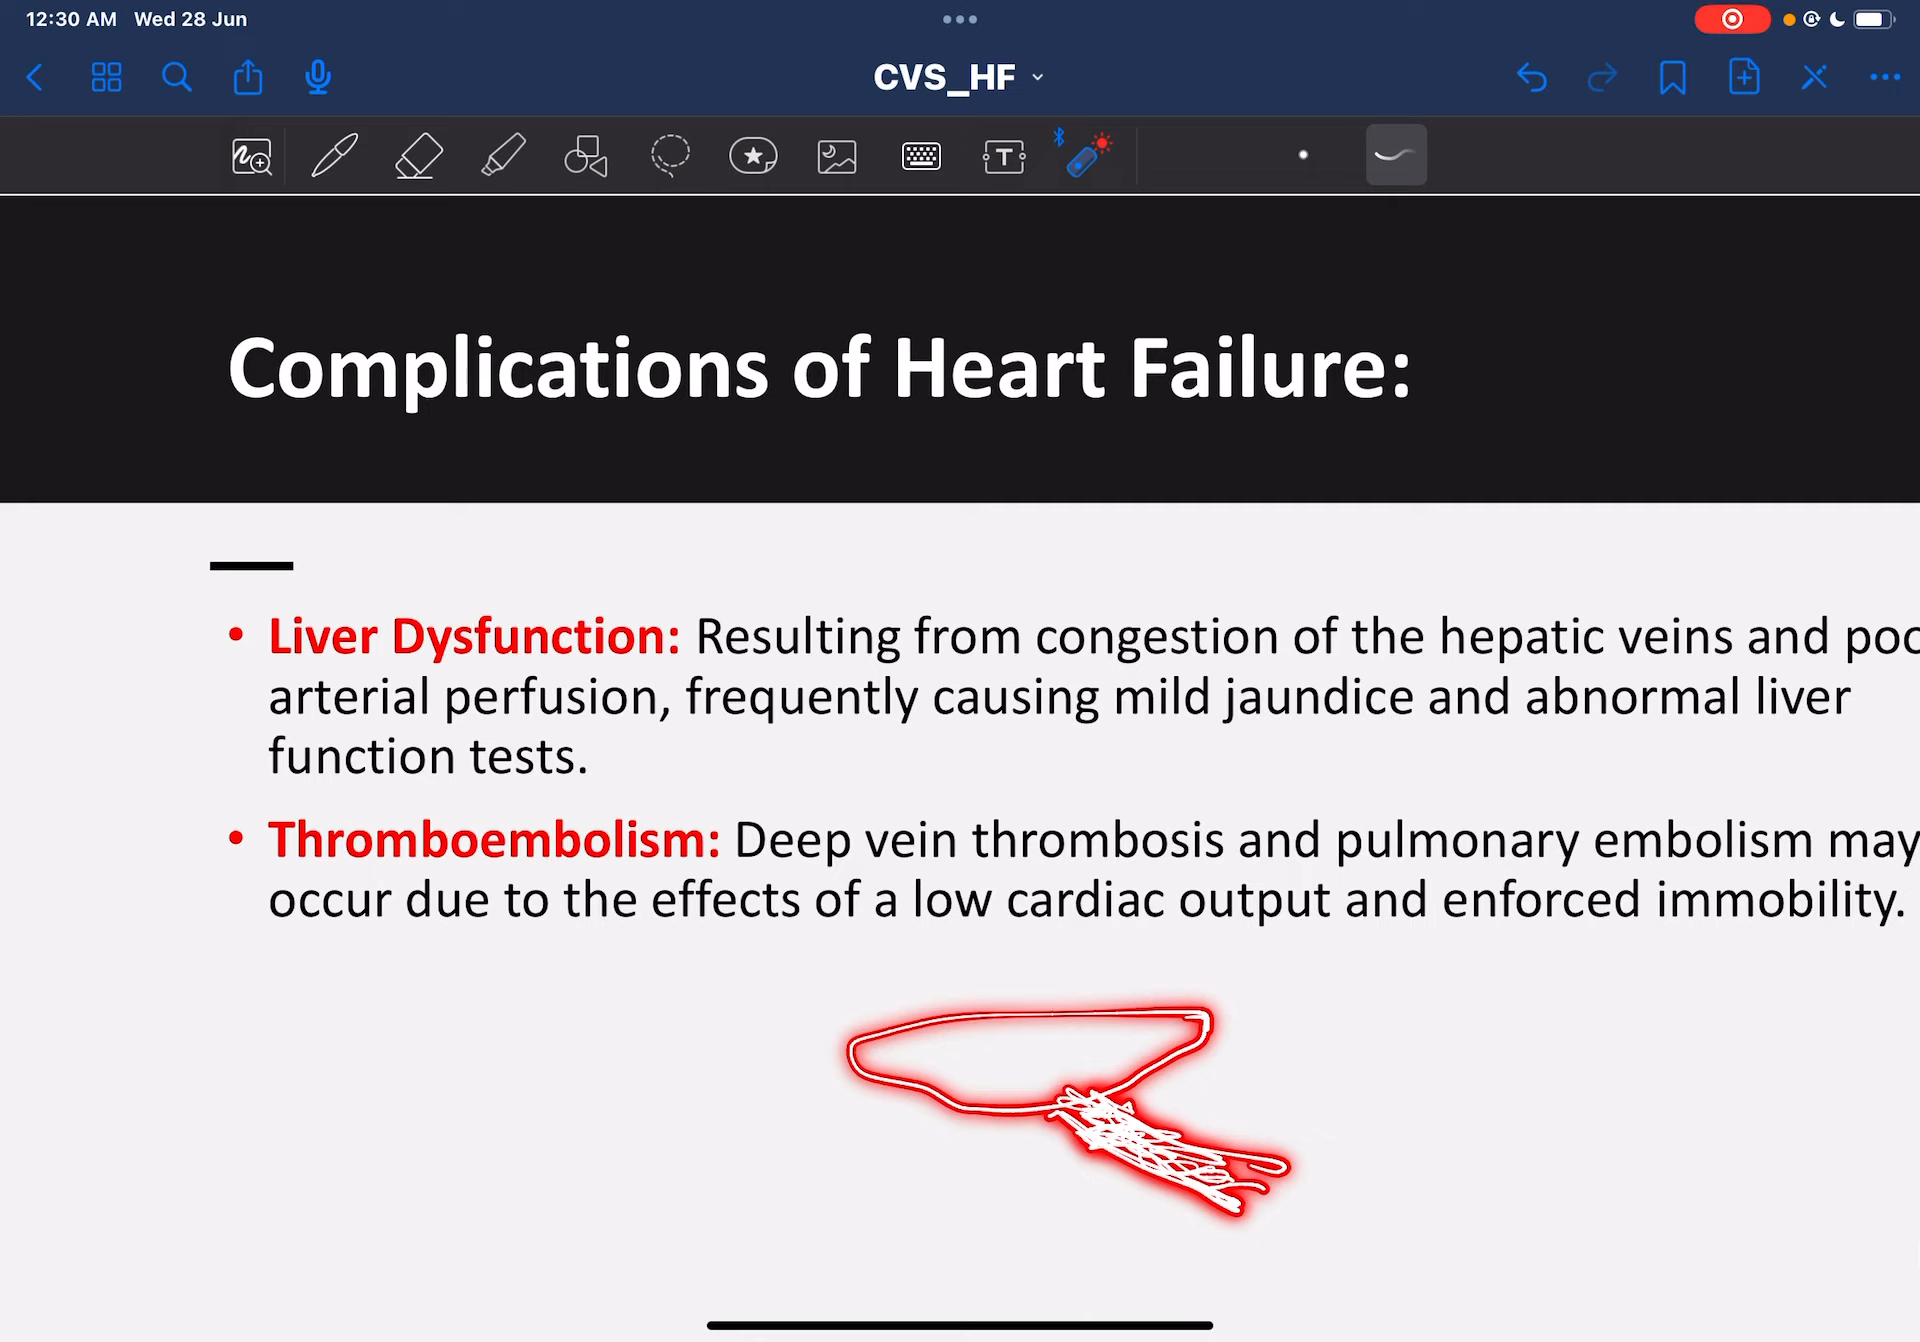 12:30 AM Wed 28 Jun
CVS_HF
T
Complications of Heart Failure:
• Liver Dysfunction: Resulting from congestion of the hepatic veins and
arterial perfusion, frequently causing mild jaundice and abnormal liver
function tests.
• Thromboembolism: Deep vein thrombosis and pulmonary embolism may
occur due to the effects of a low cardiac output and enforced immobility.